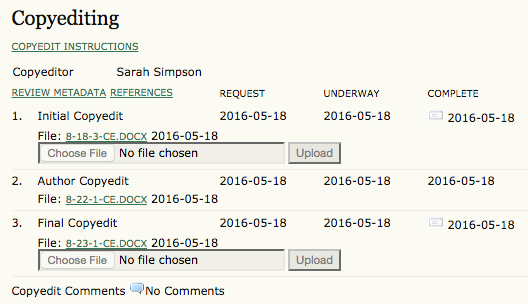 Copyediting
COPYEDIT INSTRUCTIONS
Copyeditor Sarah Simpson
REVIEW METADATA REFERENCES REQUEST UNDERWAY COMPLETE
1. Initial Copyedit 2016-05-18 2016-05-18 2016-05-18
File: 8-18-3-CE.DOCX 2016-05-18
Choose File No file chosen Upload
2. Author Copyedit 2016-05-18 2016-05-18 2016-05-18
File: 8-22-1-CE.DOCX 2016-05-18
3. Final Copyedit 2016-05-18 2016-05-18 2016-05-18
File: 8-23-1-CE.DOCX 2016-05-18
Choose File No file chosen Upload
Copyedit Comments No Comments